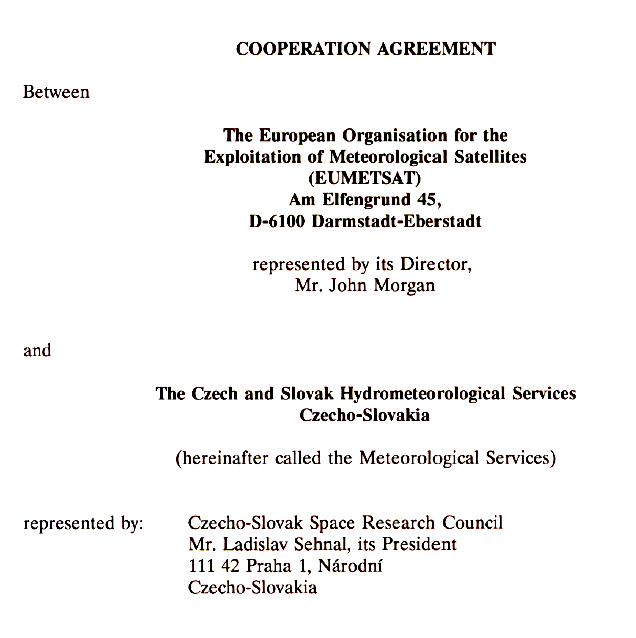 COOPERATION AGREEMENT
Between
The European Organisation for the
Exploitation of Meteorological Satellites
(EUMETSAT)
Am Elfengrund 45,
D-6100 Darmstadt-Eberstadt
represented by its Director,
Mr. John Morgan
and
The Czech and Slovak Hydrometeorological Services
Czecho-Slovakia
(hereinafter called the Meteorological Services)
represented by: Czecho-Slovak Space Research Council
Mr. Ladislav Sehnal, its President
111 42 Praha 1, Národní
Czecho-Slovakia